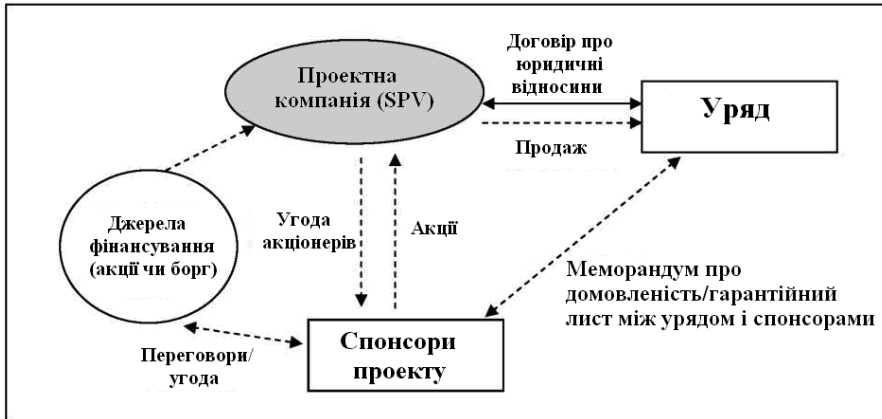 Проектна
компанія (SPV)
Договір про
юридичні
відносини
Уряд
Продаж
Джерела
фінансування
(акції чи борг)
Угода
акціонерів
Акції
Меморандум про
домовленість/гарантійний
лист між урядом і спонсорами
Переговори/
угода
Спонсори
проекту